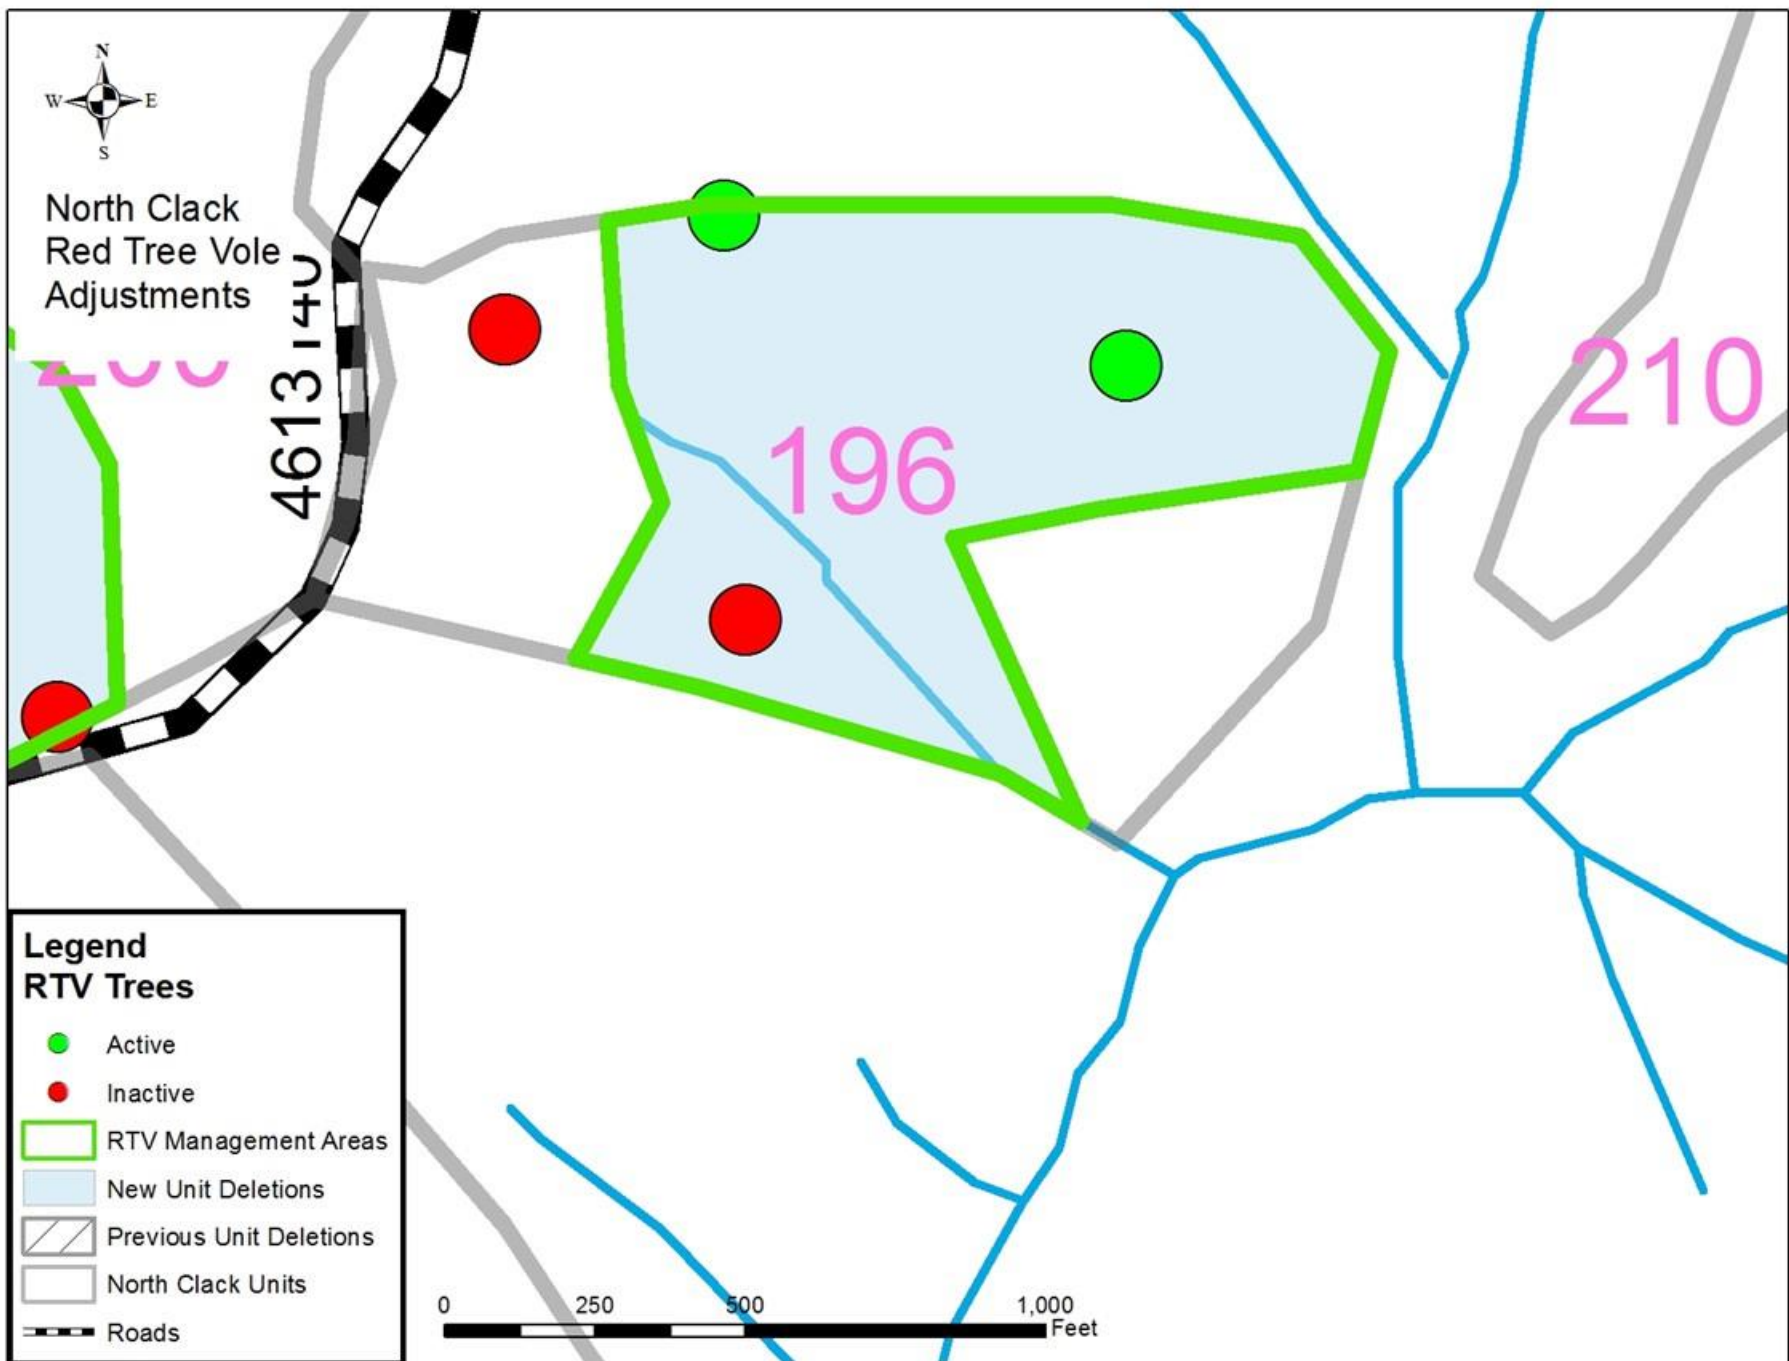 N
W E
S
North Clack
Red Tree Vole
Adjustments
4613140
196
210
Legend
RTV Trees
Active
Inactive
RTV Management Areas
New Unit Deletions
Previous Unit Deletions
North Clack Units
Roads
0 250 500 1,000
Feet